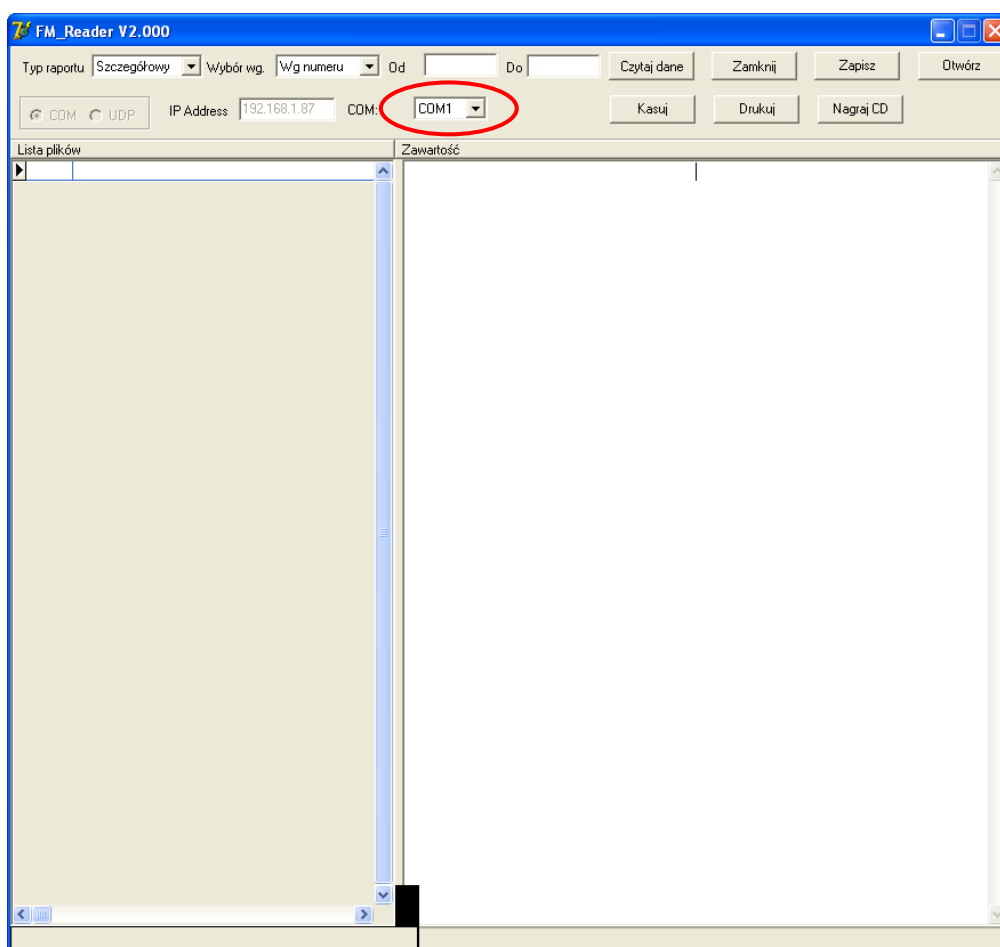 FM_Reader V2.000
Typ raportu Szczegółowy Wybór wg. Wg numeru Od Do Czytaj dane Zamknij Zapisz Otwórz
COM UDP IP Address 192.168.1.87 COM: COM1 Kasuj Drukuj Nagraj CD
Lista plików Zawartość